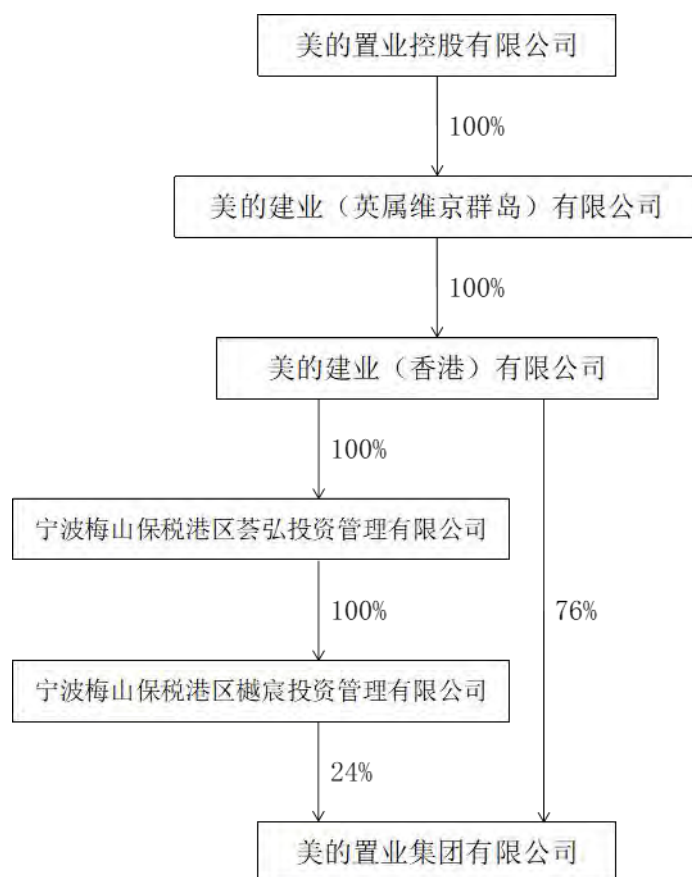 美的置业控股有限公司
100%
美的建业（英属维京群岛）有限公司
100%
美的建业（香港）有限公司
100%
宁波梅山保税港区荟弘投资管理有限公司
100%
76%
宁波梅山保税港区樾宸投资管理有限公司
24%
美的置业集团有限公司